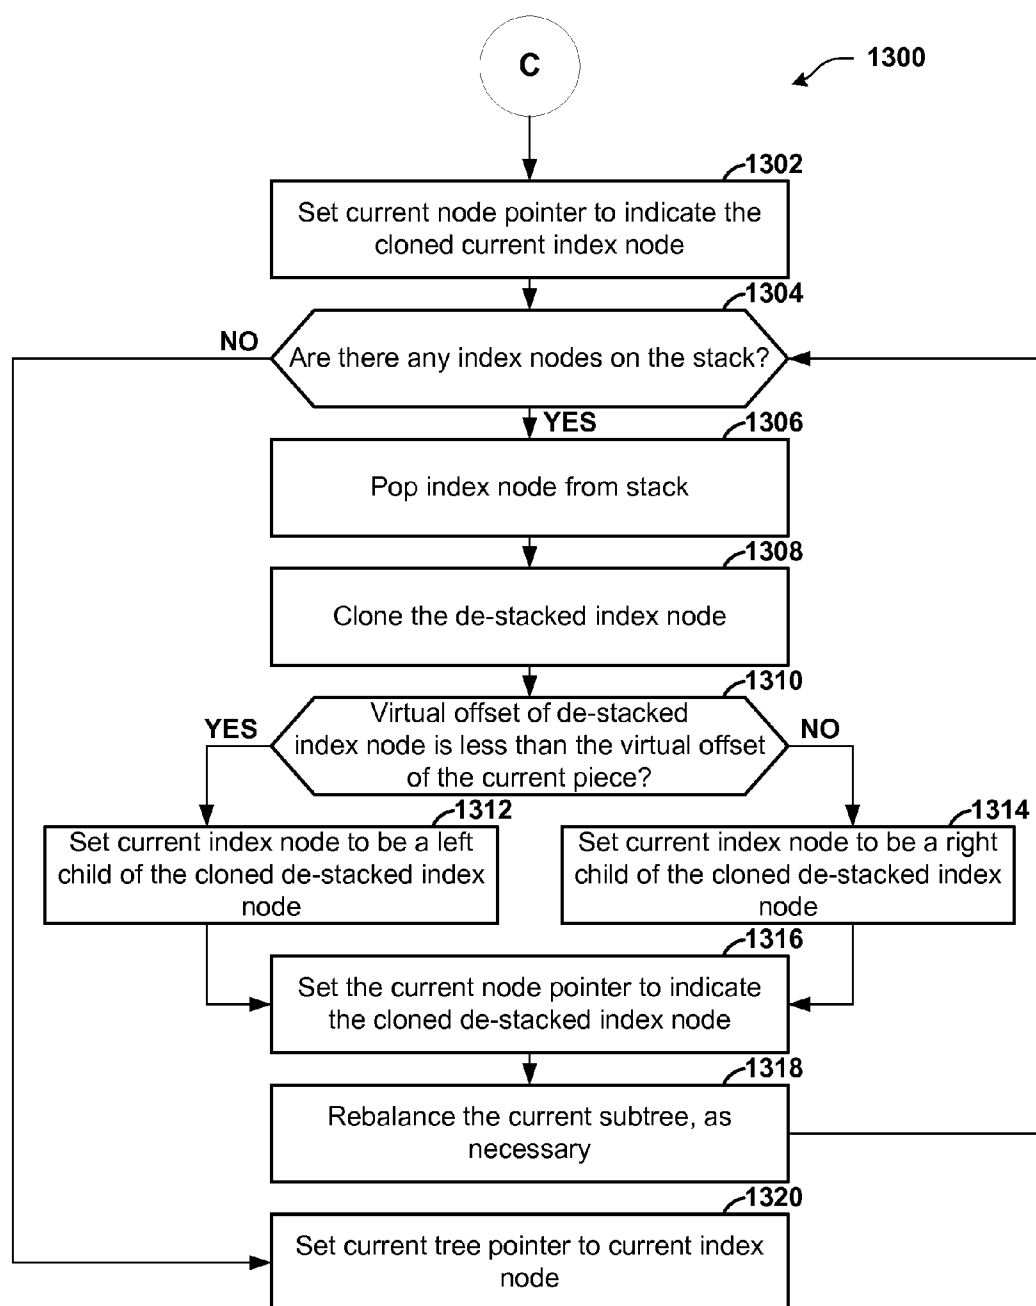 C
1300
1302
Set current node pointer to indicate the
cloned current index node
1304
NO
Are there any index nodes on the stack?
YES
1306
Pop index node from stack
1308
Clone the de-stacked index node
1310
YES
Virtual offset of de-stacked
index node is less than the virtual offset
of the current piece?
NO
1312
Set current index node to be a left
child of the cloned de-stacked index
node
1314
Set current index node to be a right
child of the cloned de-stacked index
node
1316
Set the current node pointer to indicate
the cloned de-stacked index node
1318
Rebalance the current subtree, as
necessary
1320
Set current tree pointer to current index
node